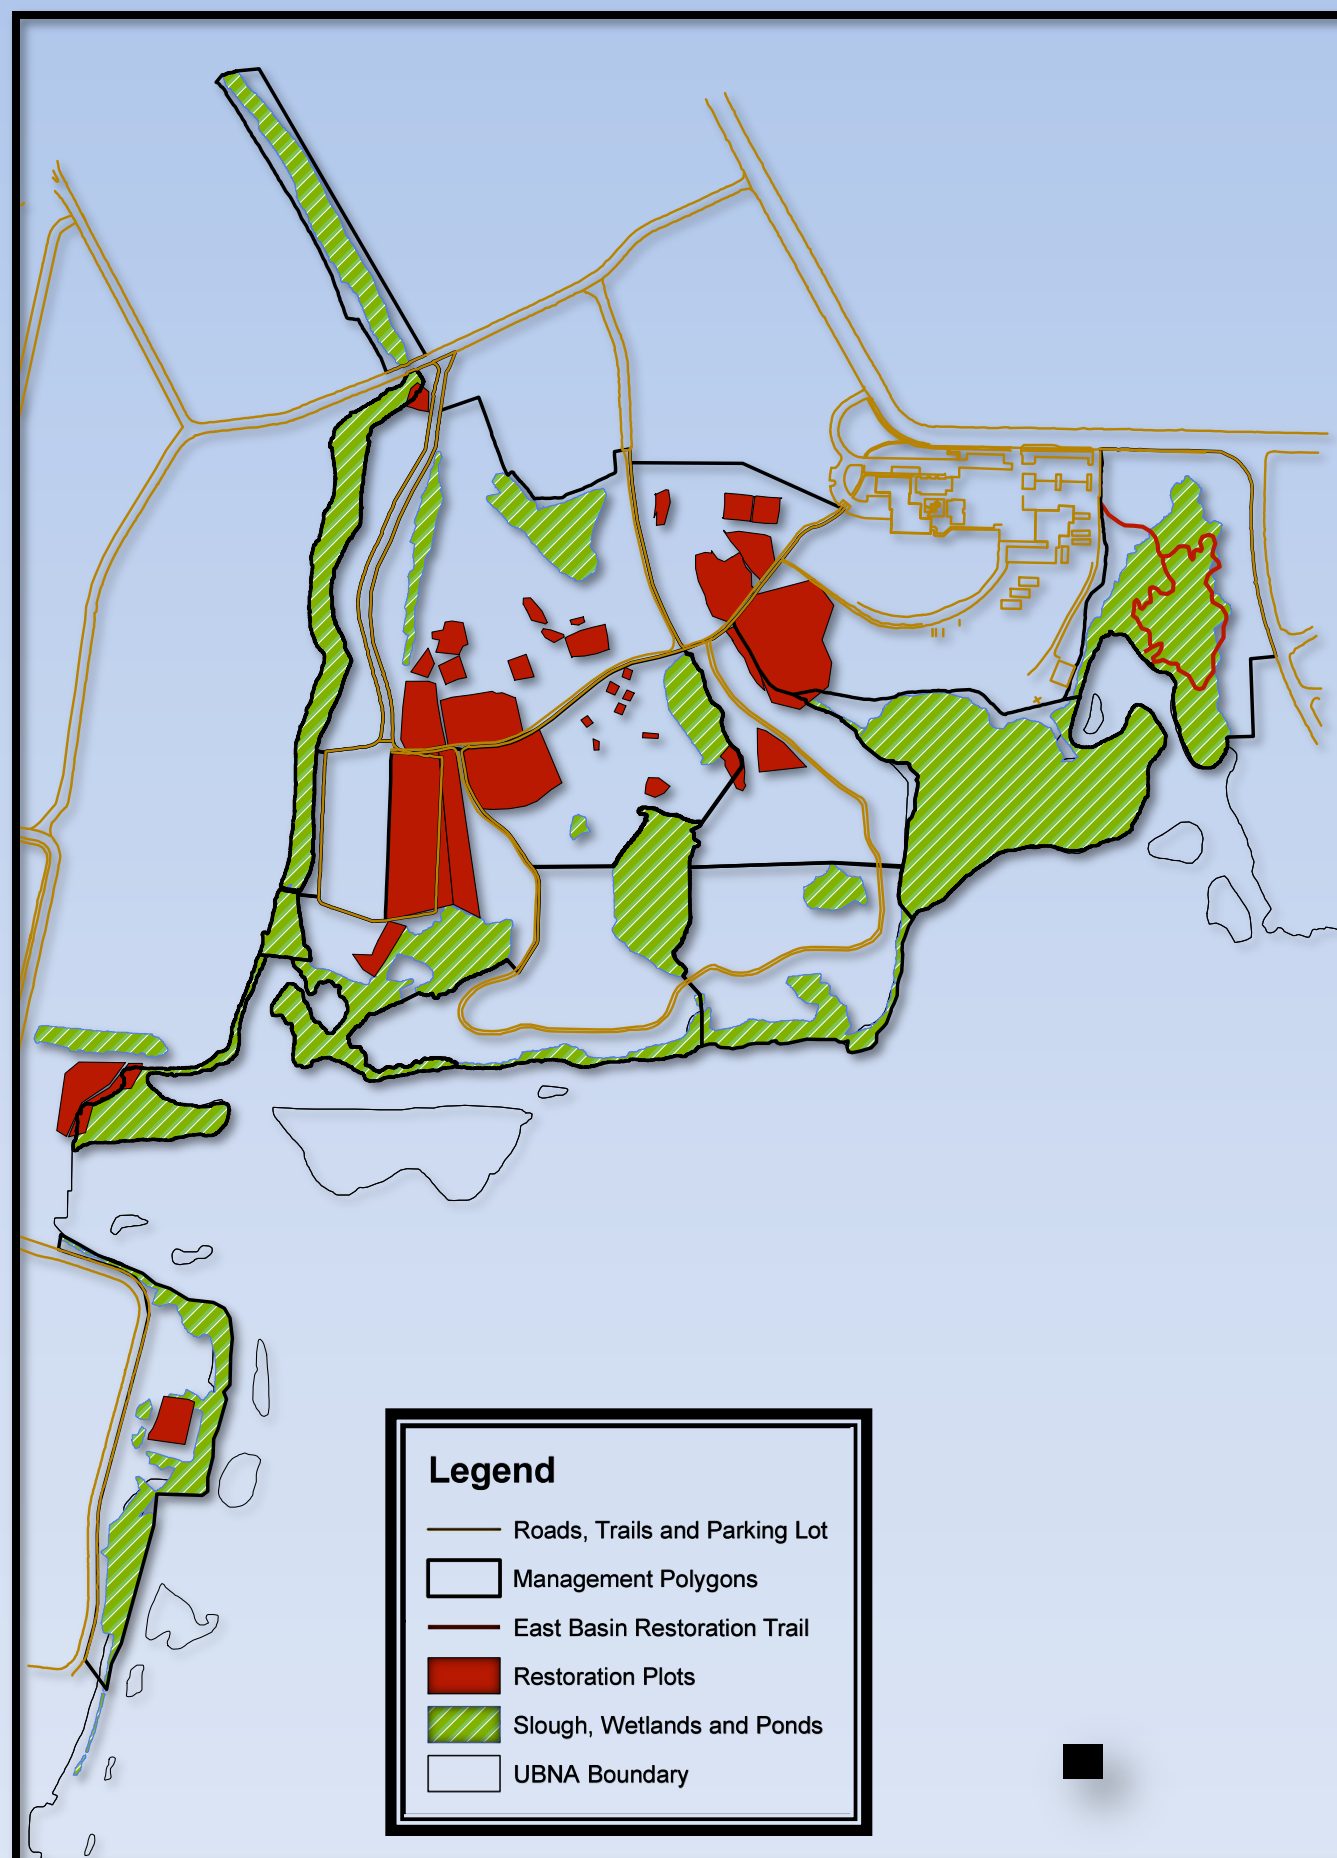 Legend
Roads, Trails and Parking Lot
Management Polygons
East Basin Restoration Trail
Restoration Plots
Slough, Wetlands and Ponds
UBNA Boundary